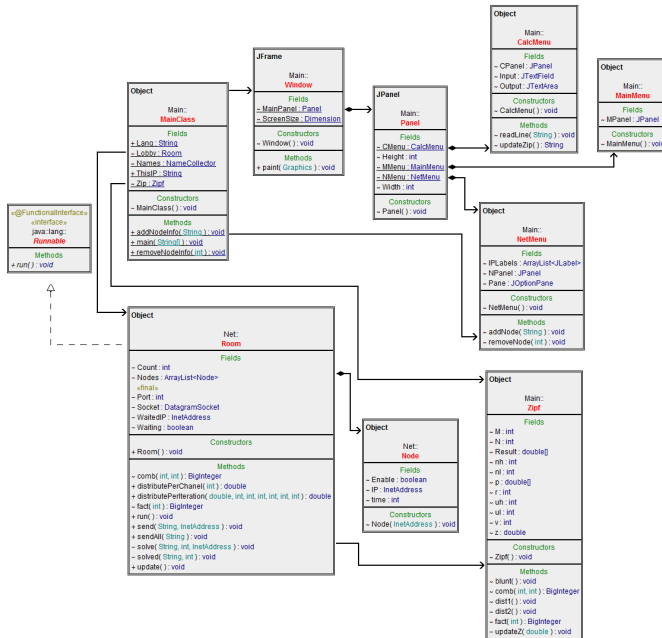 Object
Main::
MainClass
Fields
+ Lang : String
~ Lobby : Room
~ Names : NameCollector
+ ThisIP : String
~ Zip : Zipf
Constructors
~ MainClass() : void
Methods
+ addNodeInfo( String ) : void
+ main( String[] ) : void
+ removeNodeInfo( int ) : void
JFrame
Main::
Window
Fields
~ MainPanel : Panel
~ ScreenSize : Dimension
Constructors
~ Window() : void
Methods
+ paint( Graphics ) : void
JPanel
Main::
Panel
Fields
~ CMenu : CalcMenu
~ Height : int
~ MMenu : MainMenu
~ NMenu : NetMenu
~ Width : int
Constructors
~ Panel() : void
Object
Main::
CalcMenu
Fields
~ CPanel : JPanel
~ Input : JTextField
~ Output : JTextArea
Constructors
~ CalcMenu() : void
Methods
~ readLine( String ) : void
~ updateZip() : String
Object
Main::
MainMenu
Fields
~ MPanel : JPanel
Constructors
~ MainMenu() : void
Object
Main::
NetMenu
Fields
~ IPLabels : ArrayList<JLabel>
~ NPanel : JPanel
~ Pane : JOptionPane
Constructors
~ NetMenu() : void
Methods
~ addNode( String ) : void
~ removeNode( int ) : void
«@FunctionalInterface»
«interface»
java::lang::
Runnable
Methods
+ run() : void
Object
Net::
Room
Fields
~ Count : int
~ Nodes : ArrayList<Node>
«final»
~ Port : int
~ Socket : DatagramSocket
~ WaitedIP : InetAddress
~ Waiting : boolean
Constructors
+ Room() : void
Methods
~ comb( int, int ) : BigInteger
+ distributePerChanel( int ) : double
+ distributePerIteration( double, int, int, int, int, int, int ) : double
~ fact( int ) : BigInteger
+ run() : void
+ send( String, InetAddress ) : void
+ sendAll( String ) : void
~ solve( String, int, InetAddress ) : void
~ solved( String, int ) : void
+ update() : void
Object
Net::
Node
Fields
~ Enable : boolean
~ IP : InetAddress
~ time : int
Constructors
~ Node( InetAddress ) : void
Object
Main::
Zipf
Fields
~ M : int
~ N : int
~ Result : double[]
~ nh : int
~ nl : int
~ p : double[]
~ r : int
~ uh : int
~ ul : int
~ v : int
~ z : double
Constructors
~ Zipf() : void
Methods
~ blunt() : void
~ comb( int, int ) : BigInteger
~ dist1() : void
~ dist2() : void
~ fact( int ) : BigInteger
~ updateZ( double ) : void